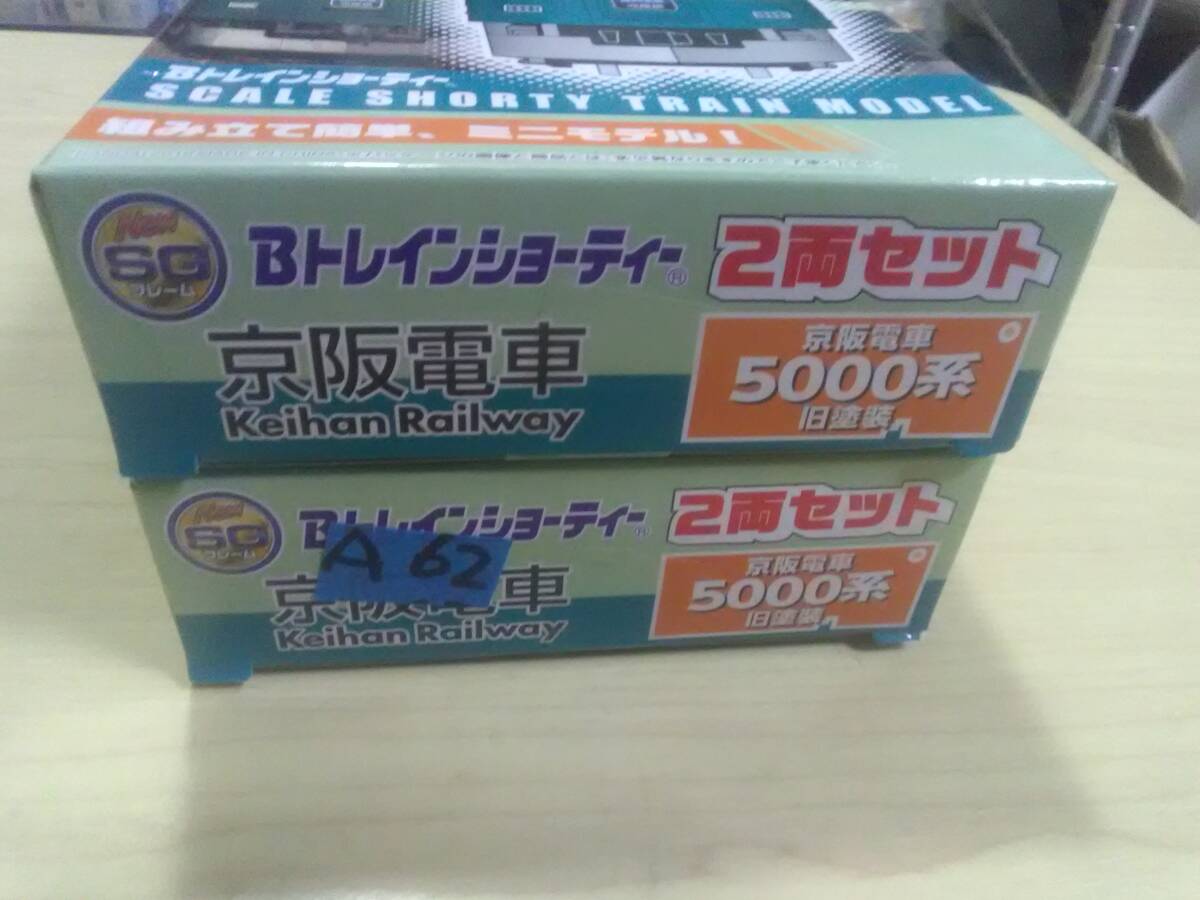 Bトレインショーティー
SCALE SHORTY TRAIN MODEL
組み立て簡単、ミニモデル!
New
SG
フレーム
Bトレインショーティー®
2両セット
京阪電車
Keihan Railway
京阪電車
5000系
旧塗装
New
SG
フレーム
Bトレインショーティー®
2両セット
A 62
京阪電車
Keihan Railway
京阪電車
5000系
旧塗装